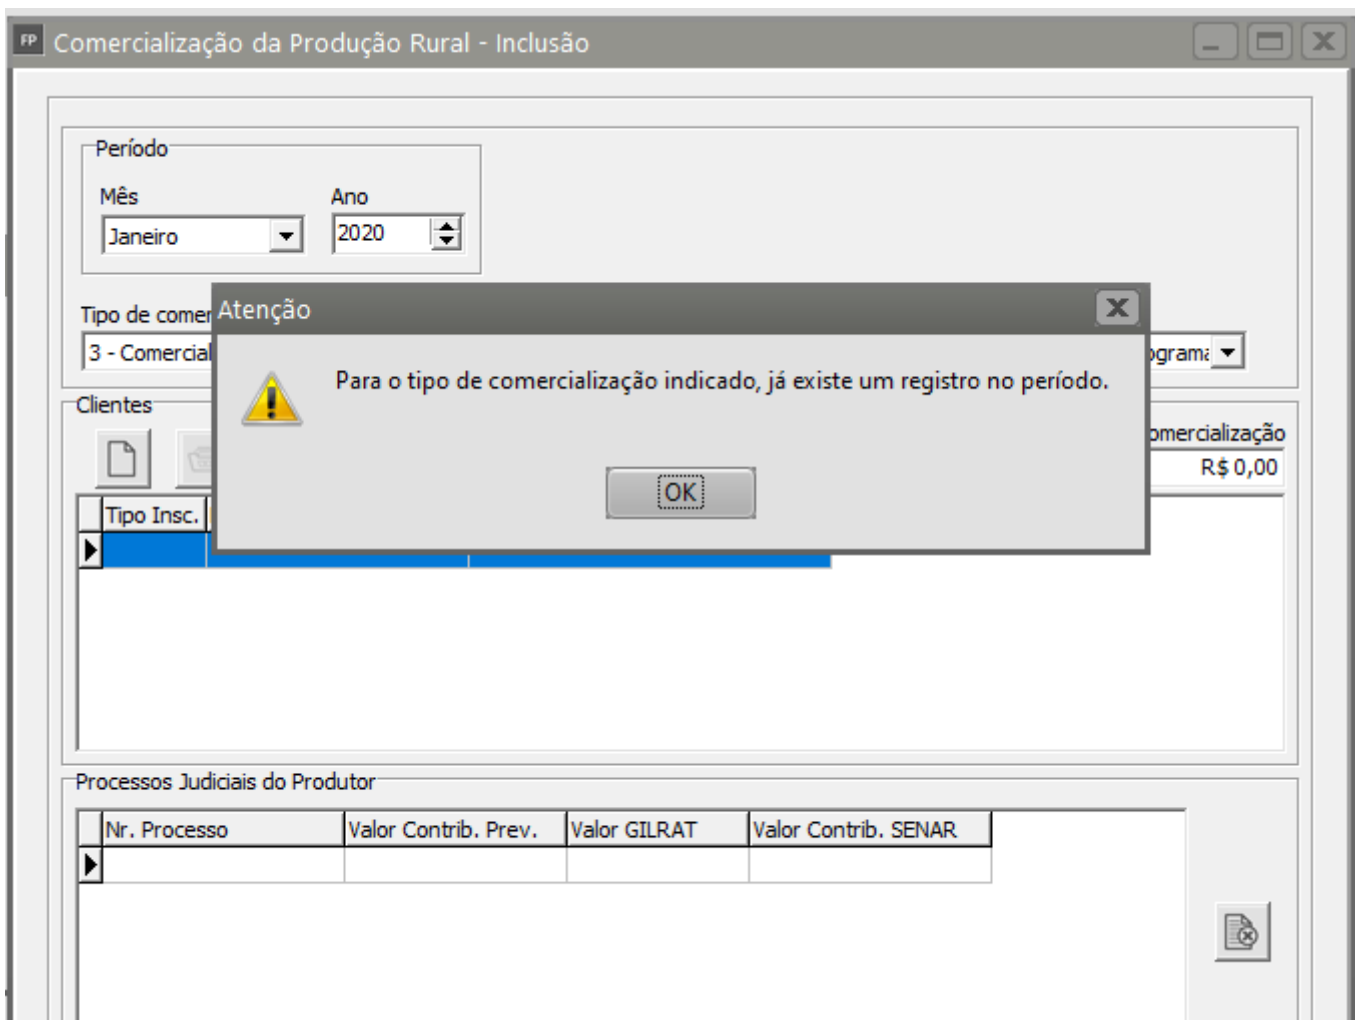 FP Comercialização da Produção Rural - Inclusão
Período
Mês Ano
Janeiro 2020
Tipo de comer
3 - Comercial
Atenção
Para o tipo de comercialização indicado, já existe um registro no período.
OK
Clientes
omercialização
R$ 0,00
Tipo Insc.
Processos Judiciais do Produtor
Nr. Processo Valor Contrib. Prev. Valor GILRAT Valor Contrib. SENAR